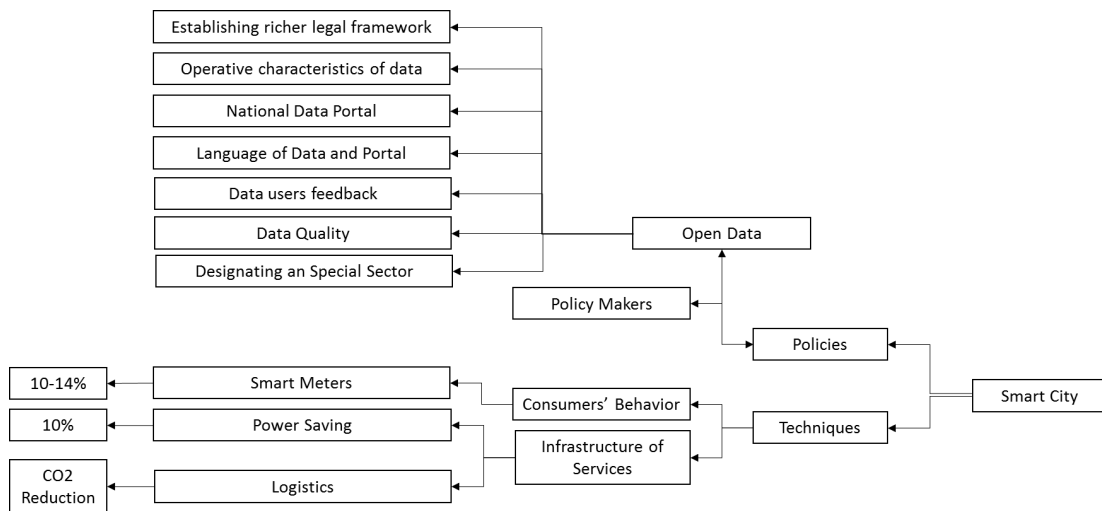 Establishing richer legal framework
Operative characteristics of data
National Data Portal
Language of Data and Portal
Data users feedback
Data Quality
Open Data
Designating an Special Sector
Policy Makers
Policies
10-14%
Smart Meters
Consumers’ Behavior
Smart City
10%
Power Saving
Techniques
Infrastructure of
Services
CO2
Reduction
Logistics